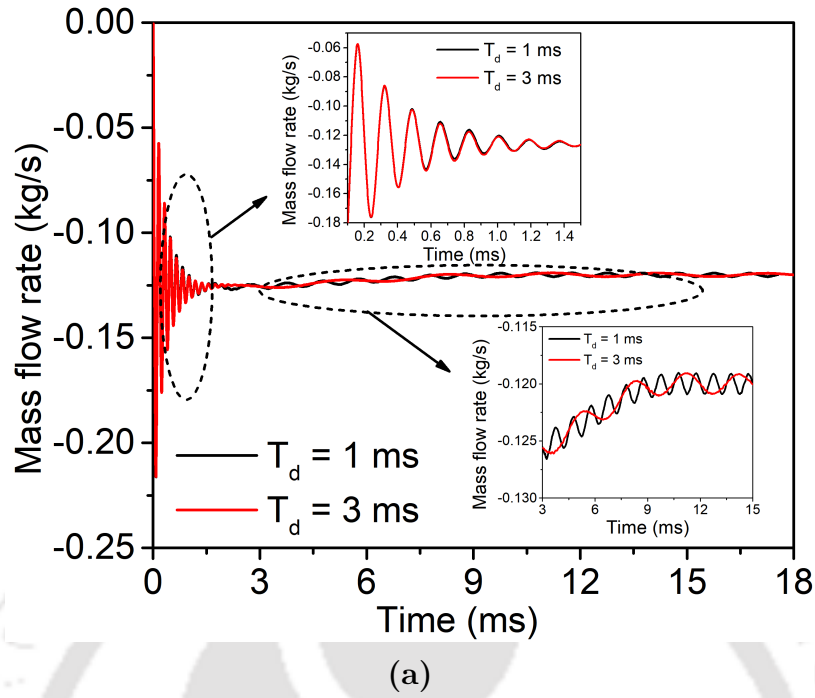 0.00
-0.05
-0.10
-0.15
-0.20
-0.25
Mass flow rate (kg/s)
0 3 6 9 12 15 18
Time (ms)
T_d = 1 ms
T_d = 3 ms
-0.06
-0.08
-0.10
-0.12
-0.14
-0.16
-0.18
Mass flow rate (kg/s)
0.2 0.4 0.6 0.8 1.0 1.2 1.4
Time (ms)
T_d = 1 ms
T_d = 3 ms
-0.115
-0.120
-0.125
-0.130
Mass flow rate (kg/s)
3 6 9 12 15
Time (ms)
T_d = 1 ms
T_d = 3 ms
(a)